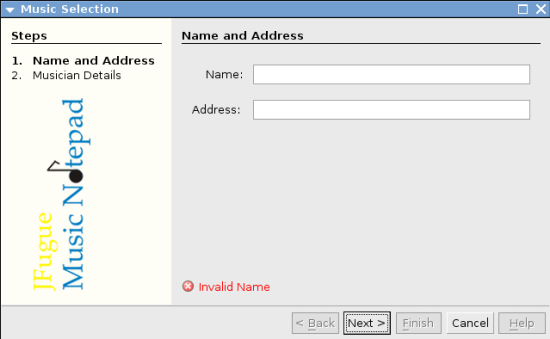 Music Selection
Steps
1. Name and Address
2. Musician Details
JFugue
Music Notepad
Name and Address
Name:
Address:
Invalid Name
< Back Next > Finish Cancel Help